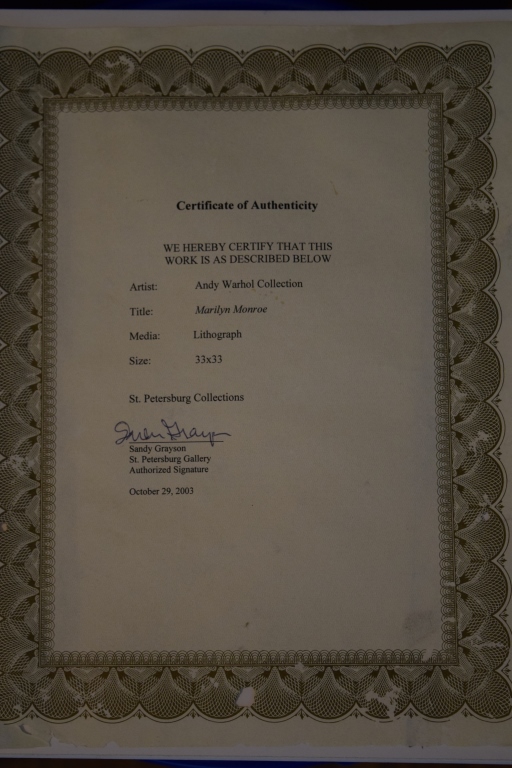 Certificate of Authenticity
WE HEREBY CERTIFY THAT THIS
WORK IS AS DESCRIBED BELOW
Artist: Andy Warhol Collection
Title: Marilyn Monroe
Media: Lithograph
Size: 33x33
St. Petersburg Collections
Sandy Grayson
St. Petersburg Gallery
Authorized Signature
October 29, 2003